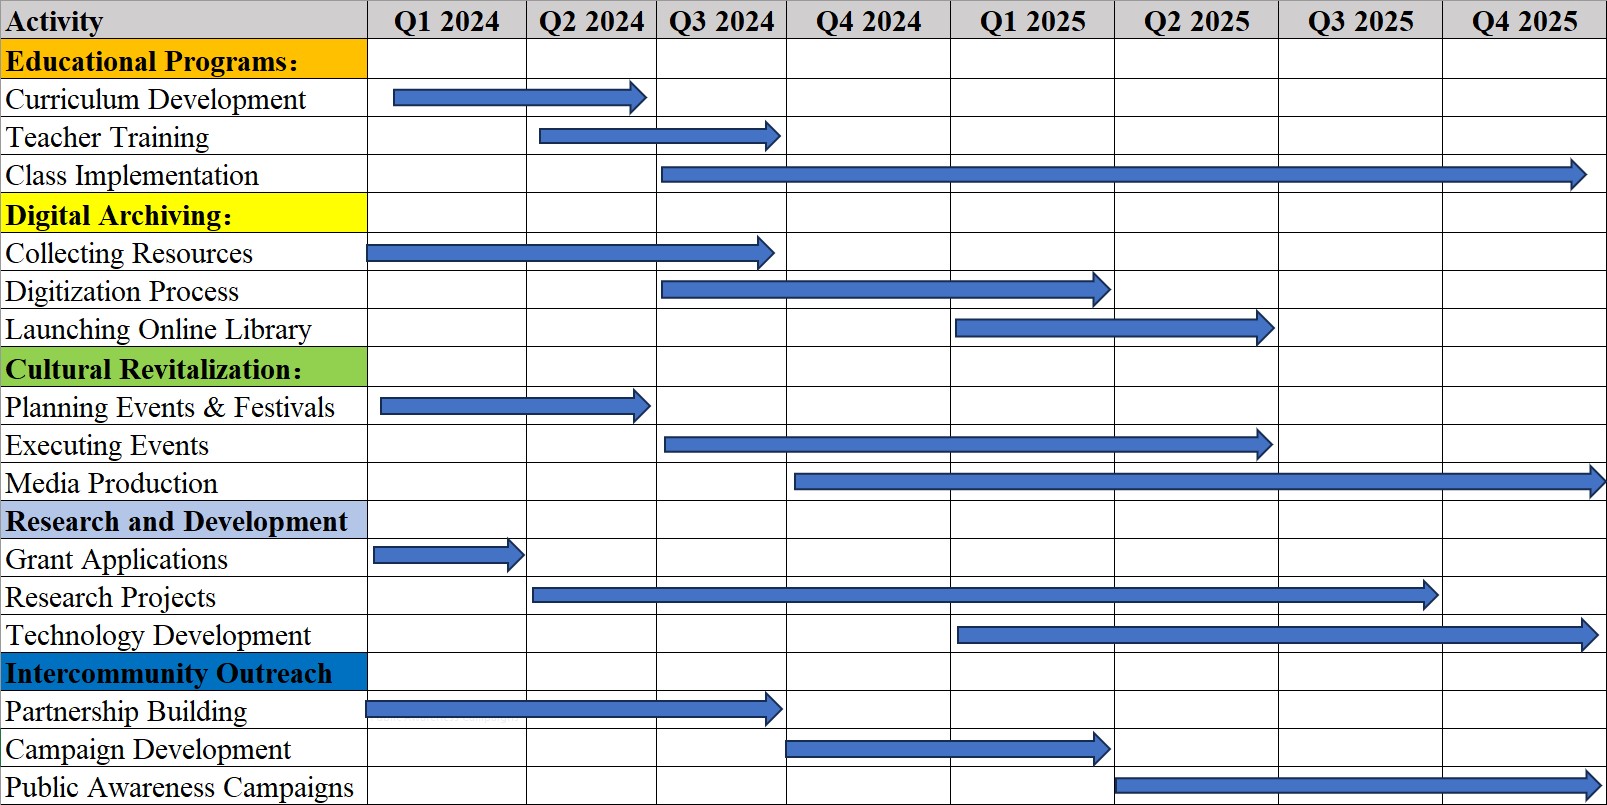 Activity Q1 2024 Q2 2024 Q3 2024 Q4 2024 Q1 2025 Q2 2025 Q3 2025 Q4 2025
Educational Programs：
Curriculum Development
Teacher Training
Class Implementation
Digital Archiving：
Collecting Resources
Digitization Process
Launching Online Library
Cultural Revitalization：
Planning Events & Festivals
Executing Events
Media Production
Research and Development
Grant Applications
Research Projects
Technology Development
Intercommunity Outreach
Partnership Building
Campaign Development
Public Awareness Campaigns